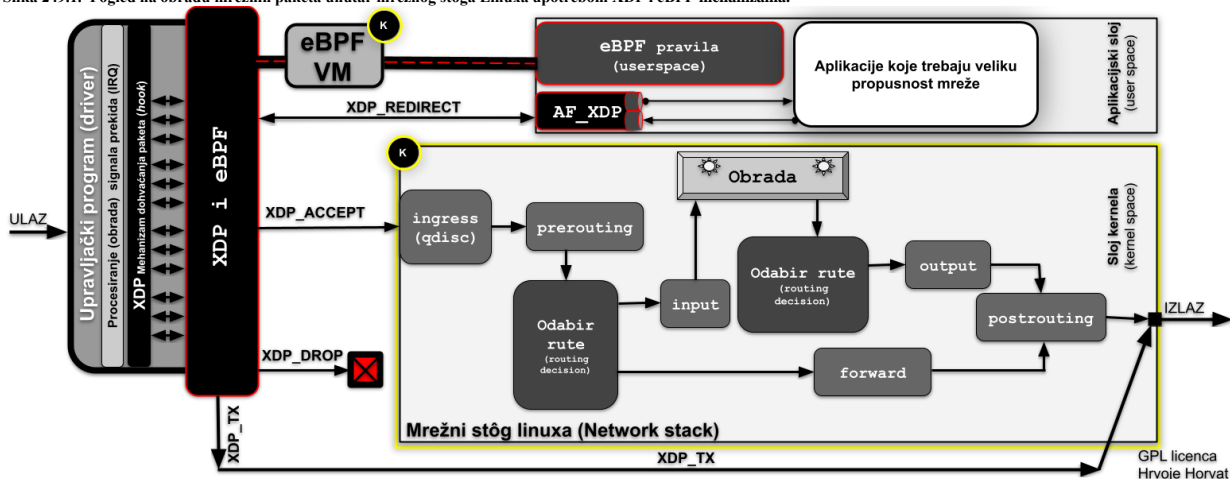 Slika 249.1. Pogled na obradu mrežnih paketa unutar mrežnog stoga Linuxa upotrebom XDP i eBPF mehanizama.
ULAZ
Upravljački program (driver)
Procesiranje (obrada) signala prekida (IRQ)
XDP Mehanizam dohvaćanja paketa (hook)
XDP i eBPF
eBPF
VM
K
eBPF pravila
(userspace)
Aplikacije koje trebaju veliku
propusnost mreže
Aplikacijski sloj
(user space)
XDP_REDIRECT
AF_XDP
K
XDP_ACCEPT
ingress
(qdisc)
prerouting
Odabir
rute
(routing
decision)
input
Obrada
Odabir rute
(routing
decision)
output
postrouting
forward
Sloj kernela
(kernel space)
IZLAZ
XDP_DROP
Mrežni stôg linuxa (Network stack)
XDP_TX
XDP_TX
GPL licenca
Hrvoje Horvat